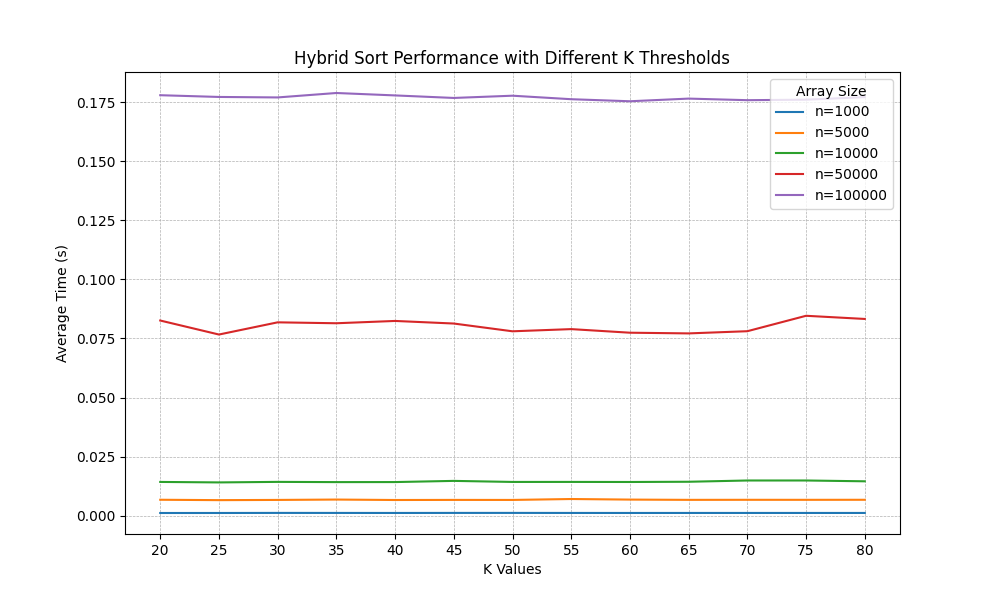 Hybrid Sort Performance with Different K Thresholds
Average Time (s)
0.175
0.150
0.125
0.100
0.075
0.050
0.025
0.000
Array Size
n=1000
n=5000
n=10000
n=50000
n=100000
20 25 30 35 40 45 50 55 60 65 70 75 80
K Values